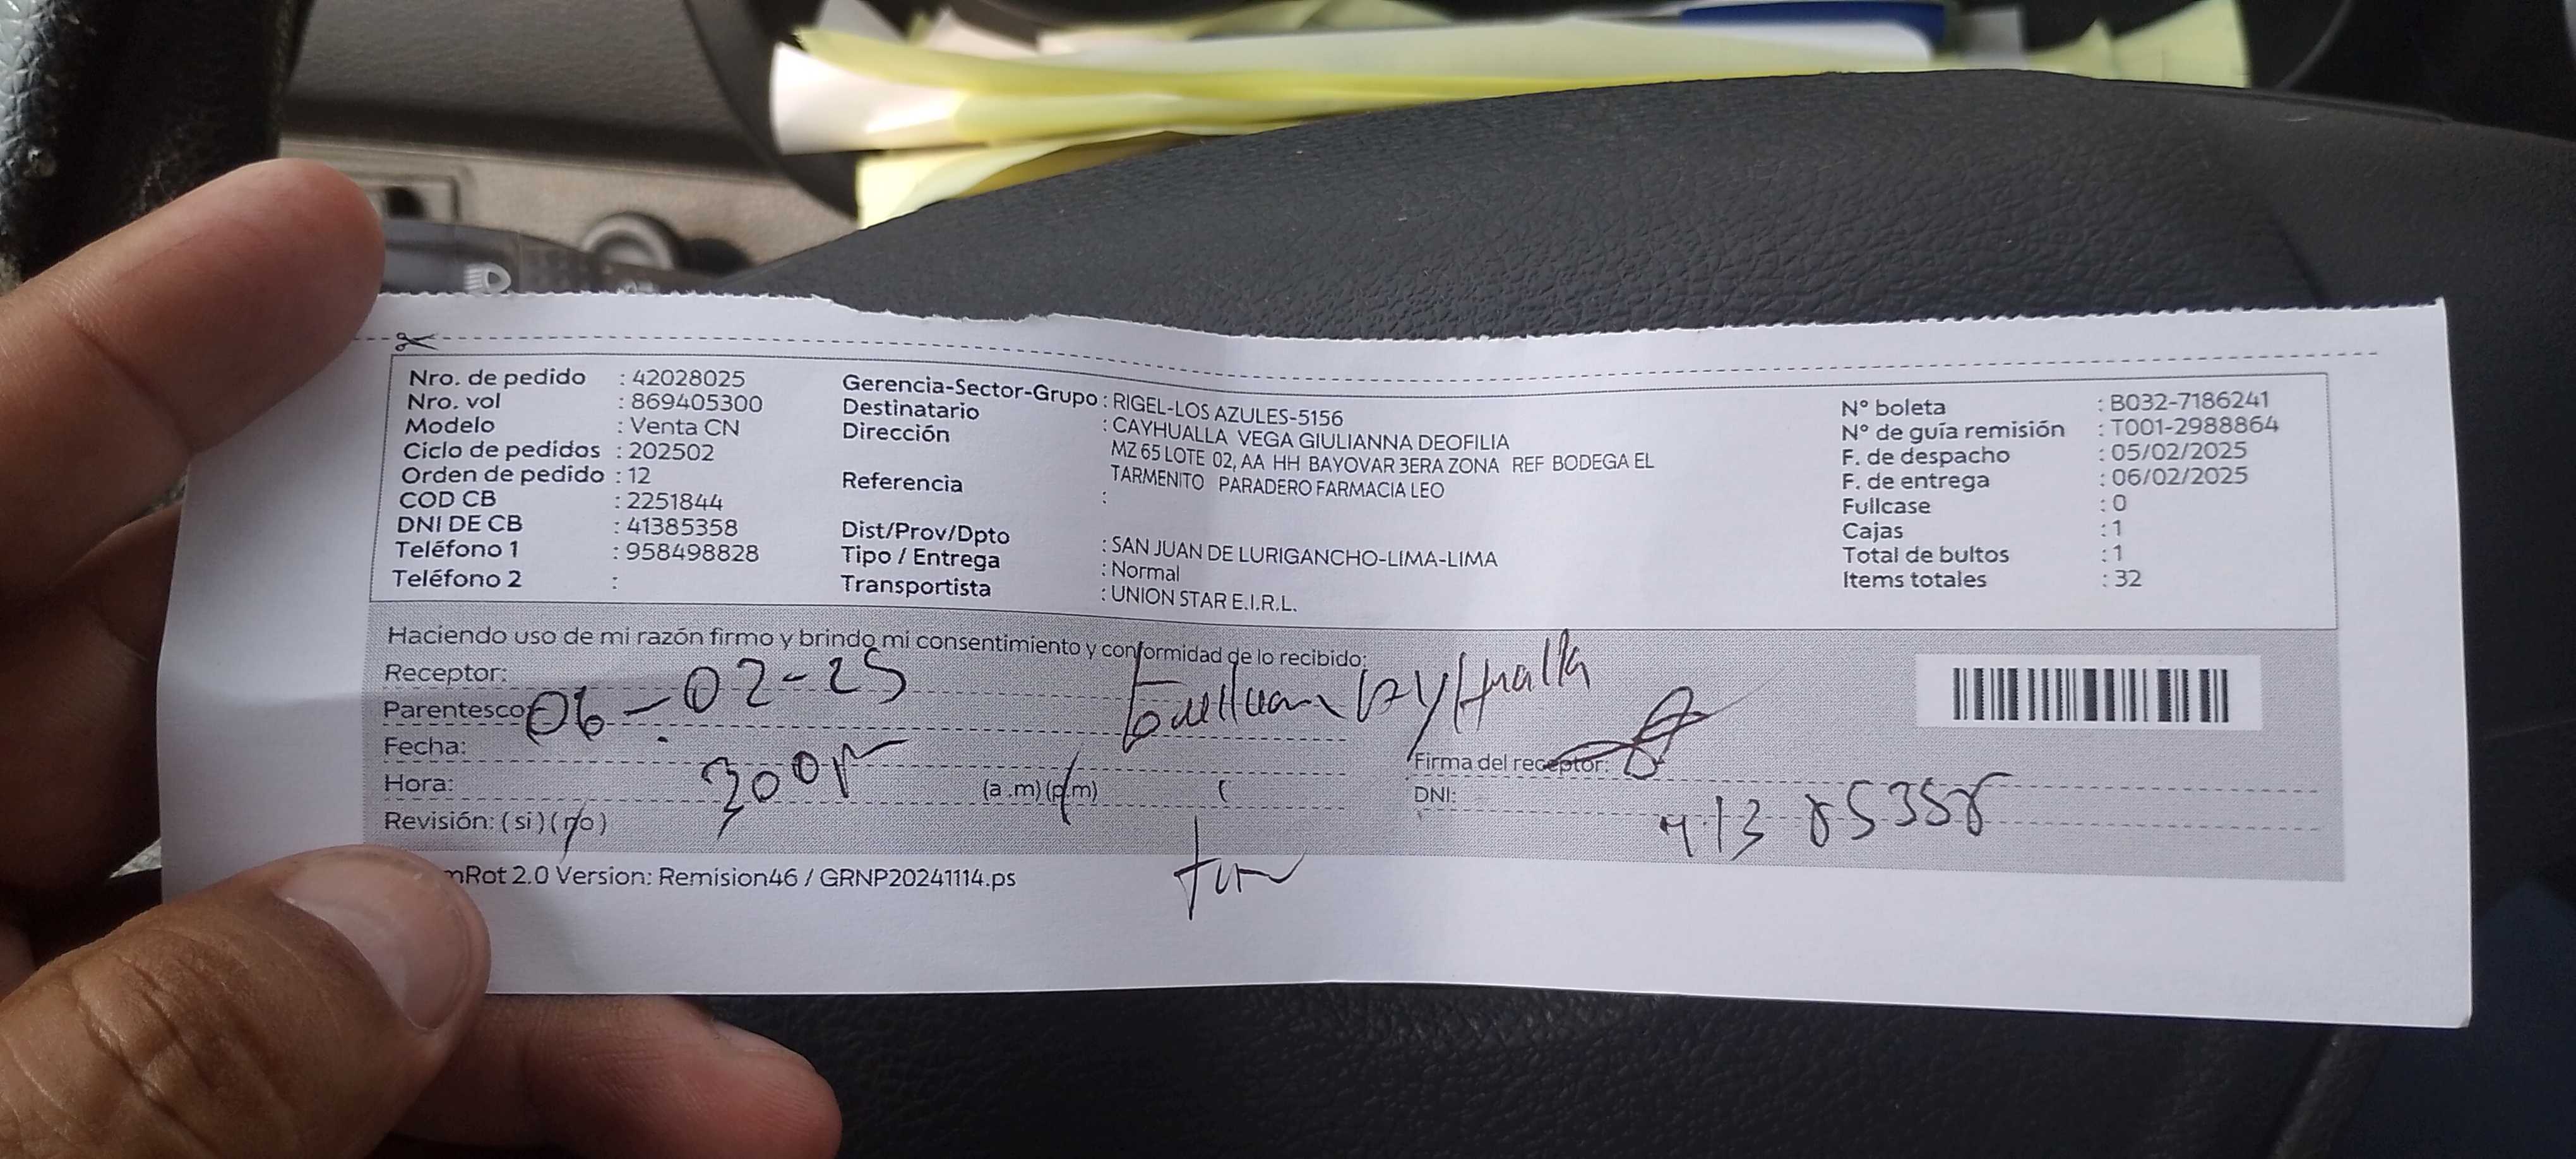 Nro. de pedido : 42028025
Nro. vol : 869405300
Modelo : Venta CN
Ciclo de pedidos : 202502
Orden de pedido : 12
COD CB : 2251844
DNI DE CB : 41385358
Teléfono 1 : 958498828
Teléfono 2 :
Gerencia-Sector-Grupo : RIGEL-LOS AZULES-5156
Destinatario : CAYHUALLA VEGA GIULIANNA DEOFILIA
Dirección MZ 65 LOTE 02, AA HH BAYOVAR 3ERA ZONA REF BODEGA EL
TARMENITO PARADERO FARMACIA LEO
Referencia :
Dist/Prov/Dpto : SAN JUAN DE LURIGANCHO-LIMA-LIMA
Tipo / Entrega : Normal
Transportista : UNION STAR E.I.R.L.
N° boleta : B032-7186241
N° de guía remisión : T001-2988864
F. de despacho : 05/02/2025
F. de entrega : 06/02/2025
Fullcase : 0
Cajas : 1
Total de bultos : 1
Items totales : 32
Haciendo uso de mi razón firmo y brindo mi consentimiento y conformidad de lo recibido:
Receptor:
Parentesco: 06-02-25
Fecha:
Hora: (a.m)(p.m)
Revisión: (si) (no)
Firma del receptor:
DNI: 41385358
mRot 2.0 Version: Remision46 / GRNP20241114.ps